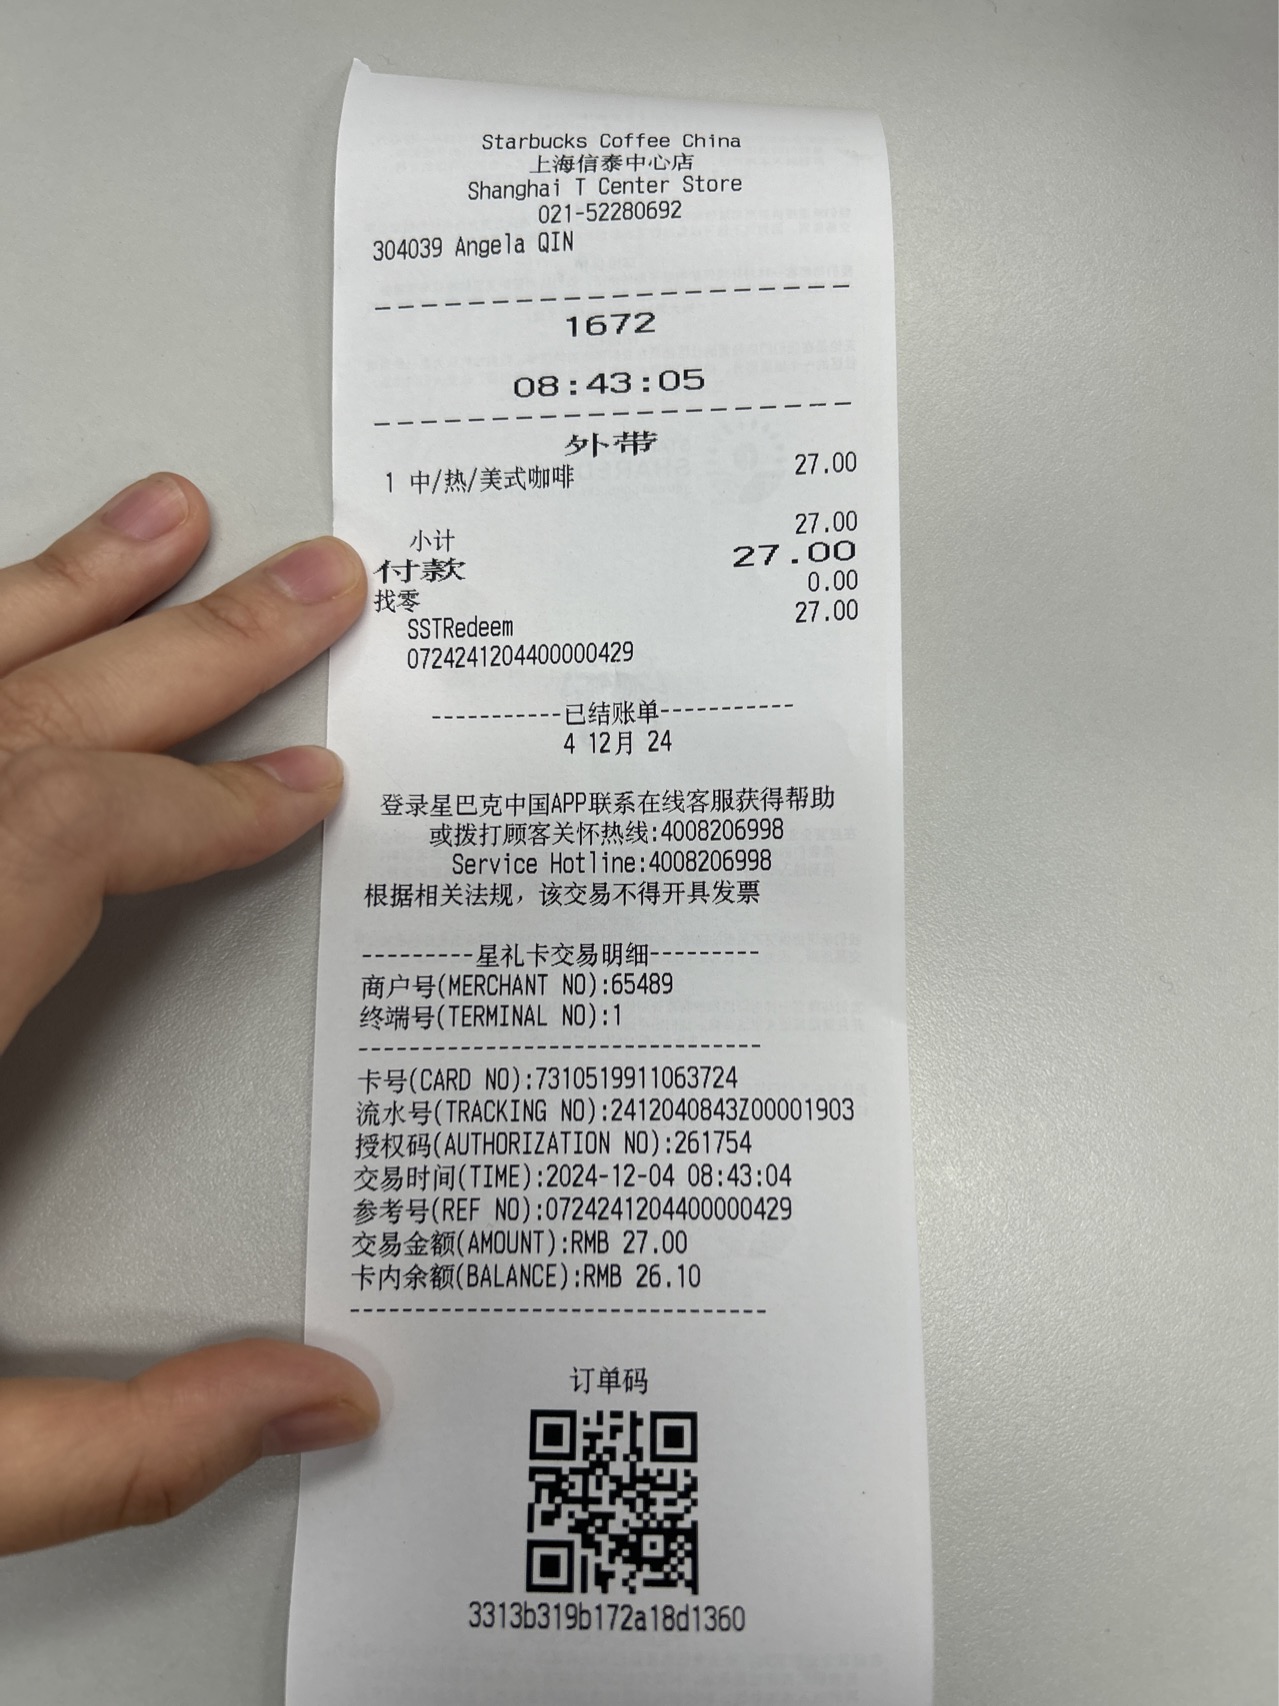 Starbucks Coffee China
上海信泰中心店
Shanghai T Center Store
021-52280692
304039 Angela QIN
1672
08:43:05
外带
1 中/热/美式咖啡 27.00
小计 27.00
付款 27.00
找零 0.00
SSTRedeem 27.00
0724241204400000429
-----------已结账单-----------
4 12月 24
登录星巴克中国APP联系在线客服获得帮助
或拨打顾客关怀热线:4008206998
Service Hotline:4008206998
根据相关法规，该交易不得开具发票
---------星礼卡交易明细---------
商户号(MERCHANT NO):65489
终端号(TERMINAL NO):1
卡号(CARD NO):7310519911063724
流水号(TRACKING NO):2412040843Z00001903
授权码(AUTHORIZATION NO):261754
交易时间(TIME):2024-12-04 08:43:04
参考号(REF NO):0724241204400000429
交易金额(AMOUNT):RMB 27.00
卡内余额(BALANCE):RMB 26.10
订单码
3313b319b172a18d1360